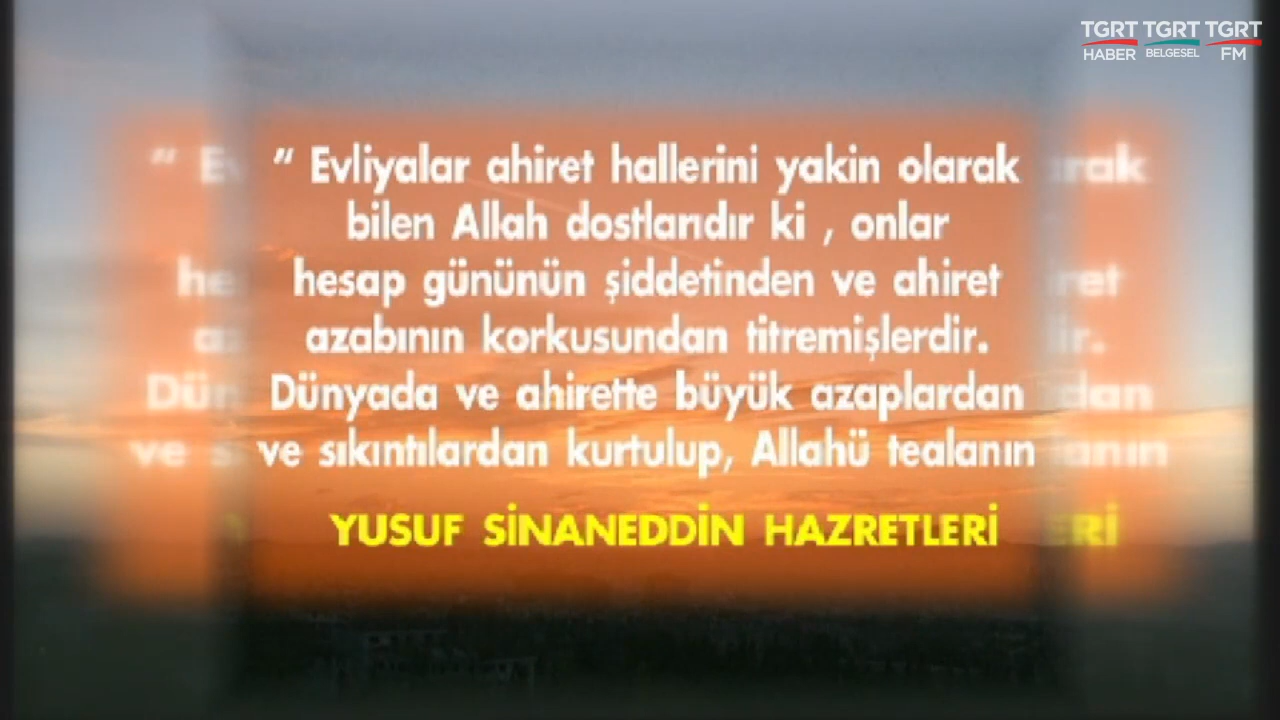 TGRT TGRT TGRT
HABER BELGESEL FM
“ Evliyalar ahiret hallerini yakin olarak
bilen Allah dostlarıdır ki , onlar
hesap gününün şiddetinden ve ahiret
azabının korkusundan titremişlerdir.
Dünyada ve ahirette büyük azaplardan
ve sıkıntılardan kurtulup, Allahü tealanın
YUSUF SİNANEDDİN HAZRETLERİ